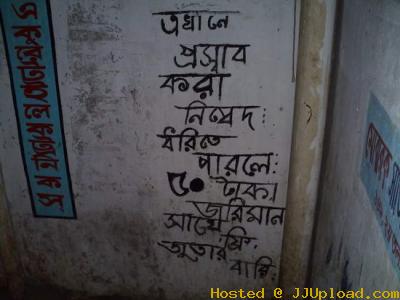 এখানে
প্রসাব
করা
নিষেদ:
ধরিতে
পারলে:
৫০ টাকা
জরিমান
সাথে ফ্রি:
জুতার
বারি:
Hosted @ JJUpload.com